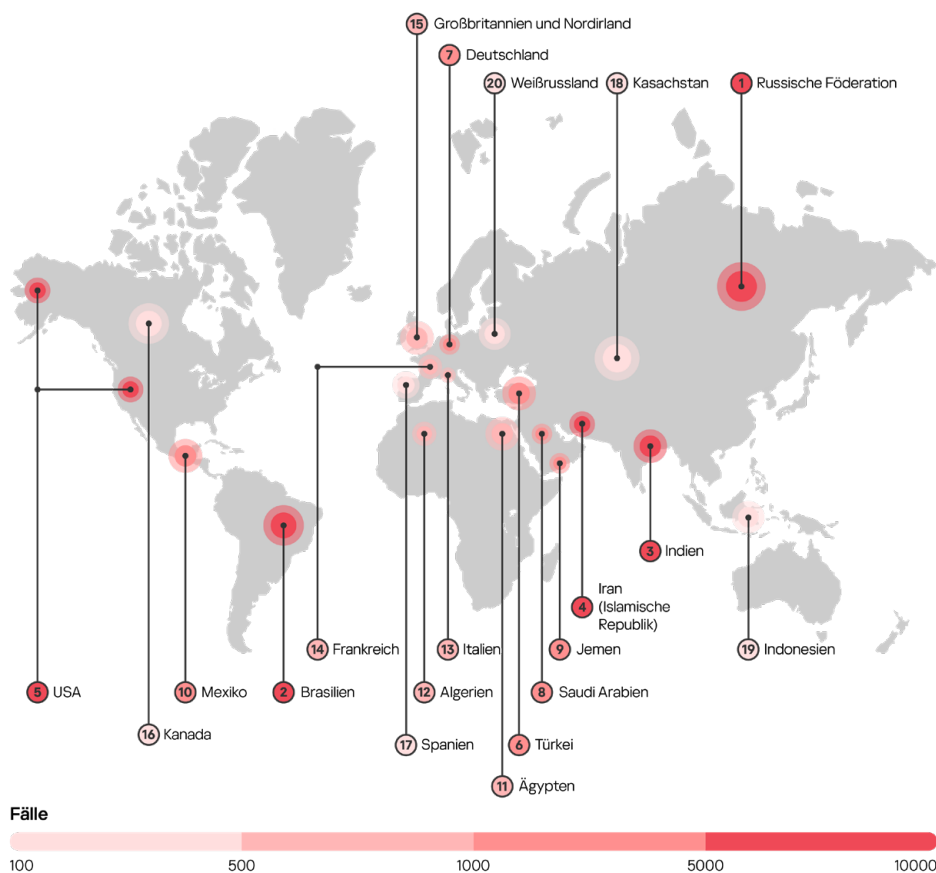 15 Großbritannien und Nordirland
7 Deutschland
20 Weißrussland
18 Kasachstan
1 Russische Föderation
3 Indien
4 Iran
(Islamische
Republik)
14 Frankreich
13 Italien
9 Jemen
19 Indonesien
5 USA
10 Mexiko
2 Brasilien
12 Algerien
8 Saudi Arabien
16 Kanada
17 Spanien
6 Türkei
11 Ägypten
Fälle
100 500 1000 5000 10000